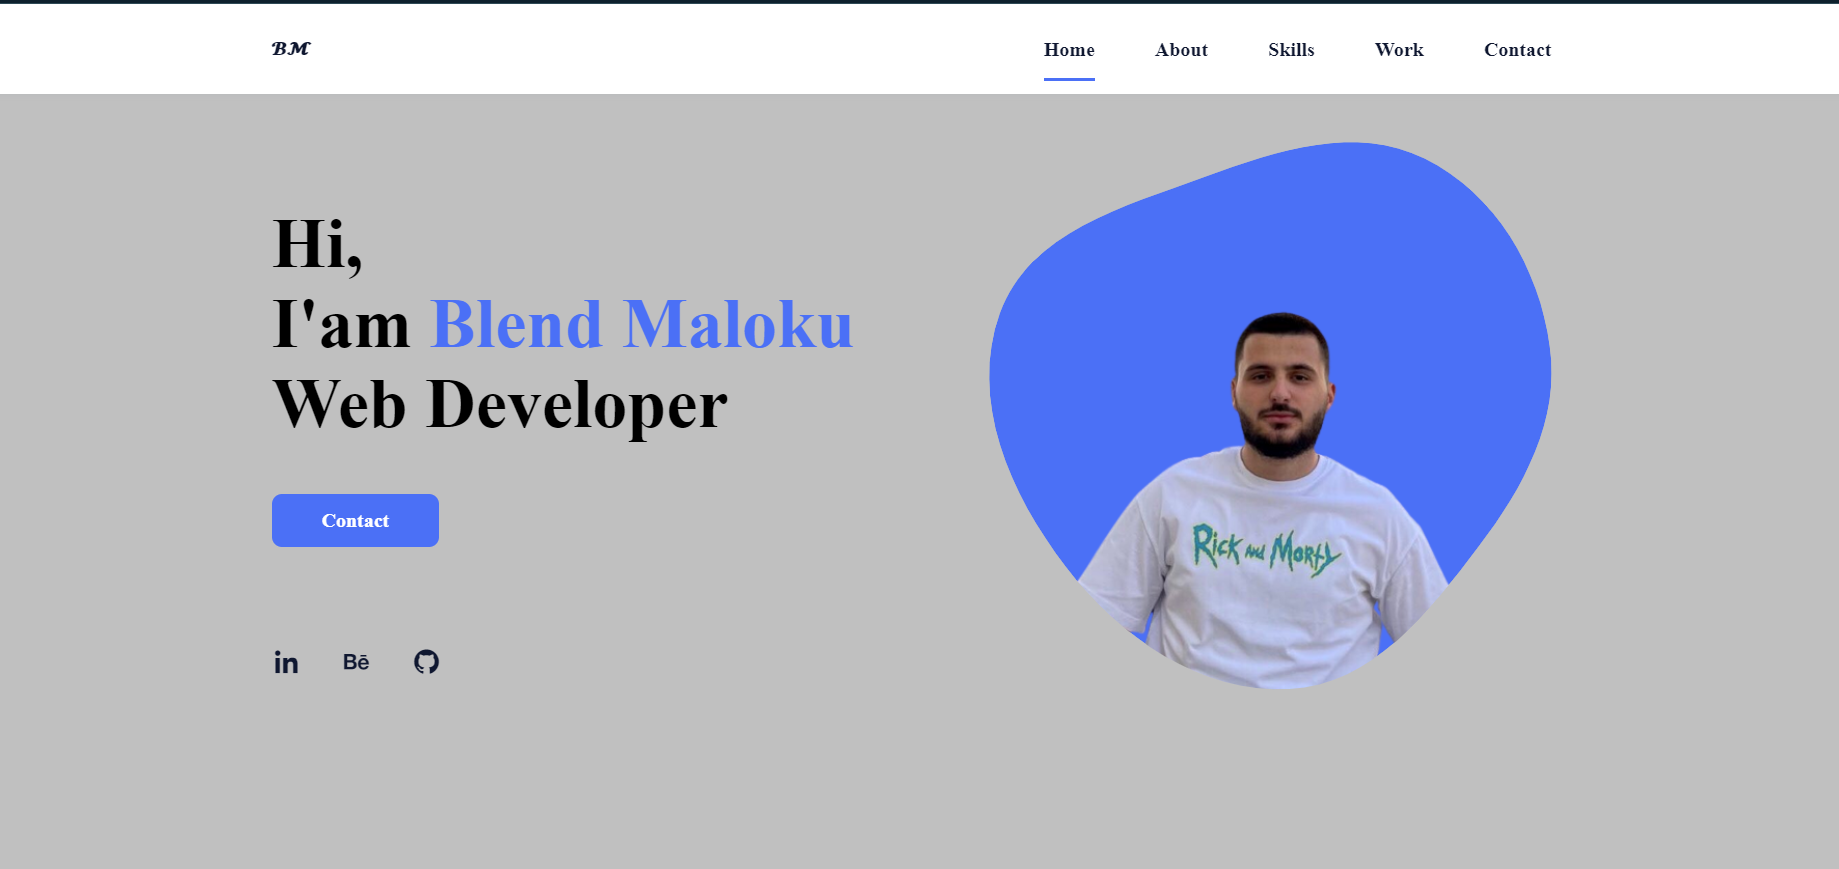 BM
Home About Skills Work Contact
Hi,
I'am Blend Maloku
Web Developer
Contact
Rick and Morty
in Bē